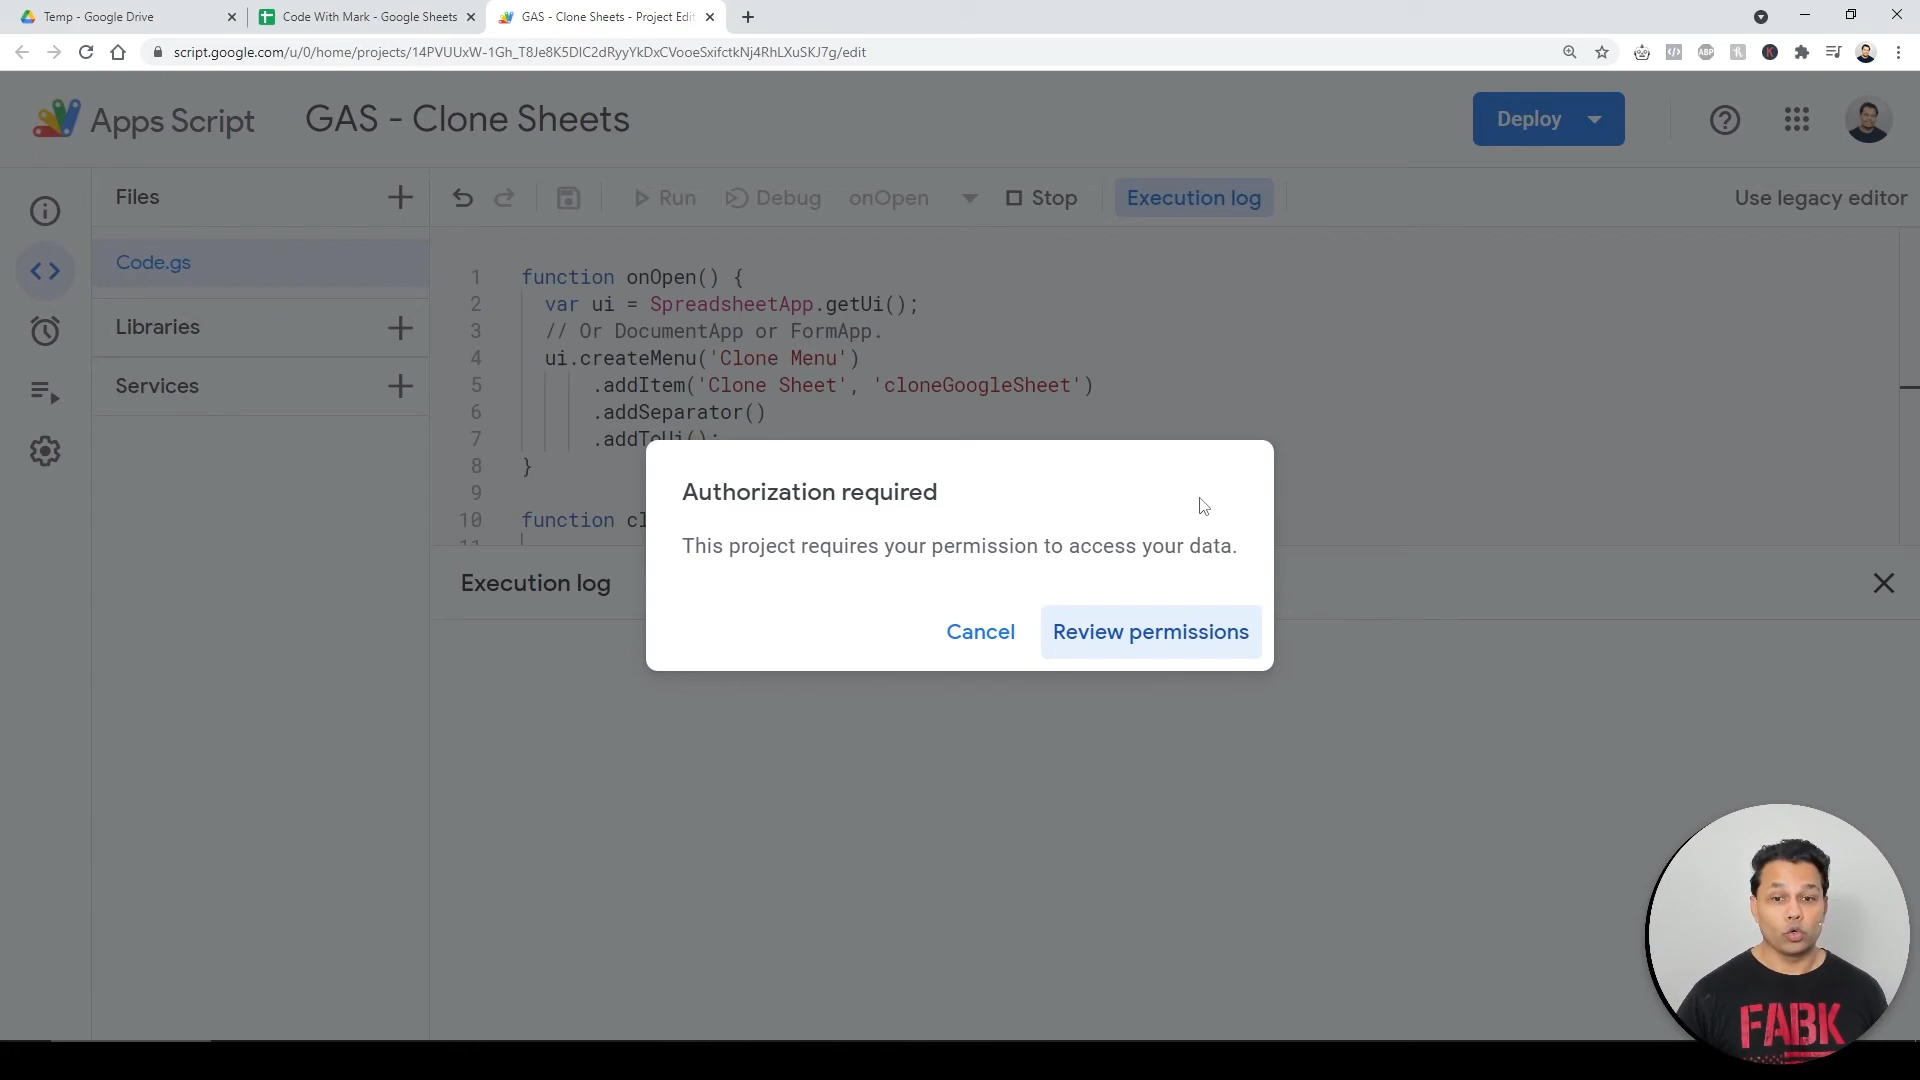 Temp - Google Drive
Code With Mark - Google Sheets
GAS - Clone Sheets - Project Edit
script.google.com/u/0/home/projects/14PVUUxW-1Gh_T8Je8K5DIC2dRyyYkDxCVooeSxifctkNj4RhLXuSKJ7g/edit
ABP
K
Apps Script
GAS - Clone Sheets
Deploy
Files
Run
Debug
onOpen
Stop
Execution log
Use legacy editor
Code.gs
Libraries
Services
1 function onOpen() {
2 var ui = SpreadsheetApp.getUi();
3 // Or DocumentApp or FormApp.
4 ui.createMenu('Clone Menu')
5 .addItem('Clone Sheet', 'cloneGoogleSheet')
6 .addSeparator()
7 .addToUi();
8 }
9
10 function cl
11
Authorization required
This project requires your permission to access your data.
Cancel
Review permissions
Execution log
FABK